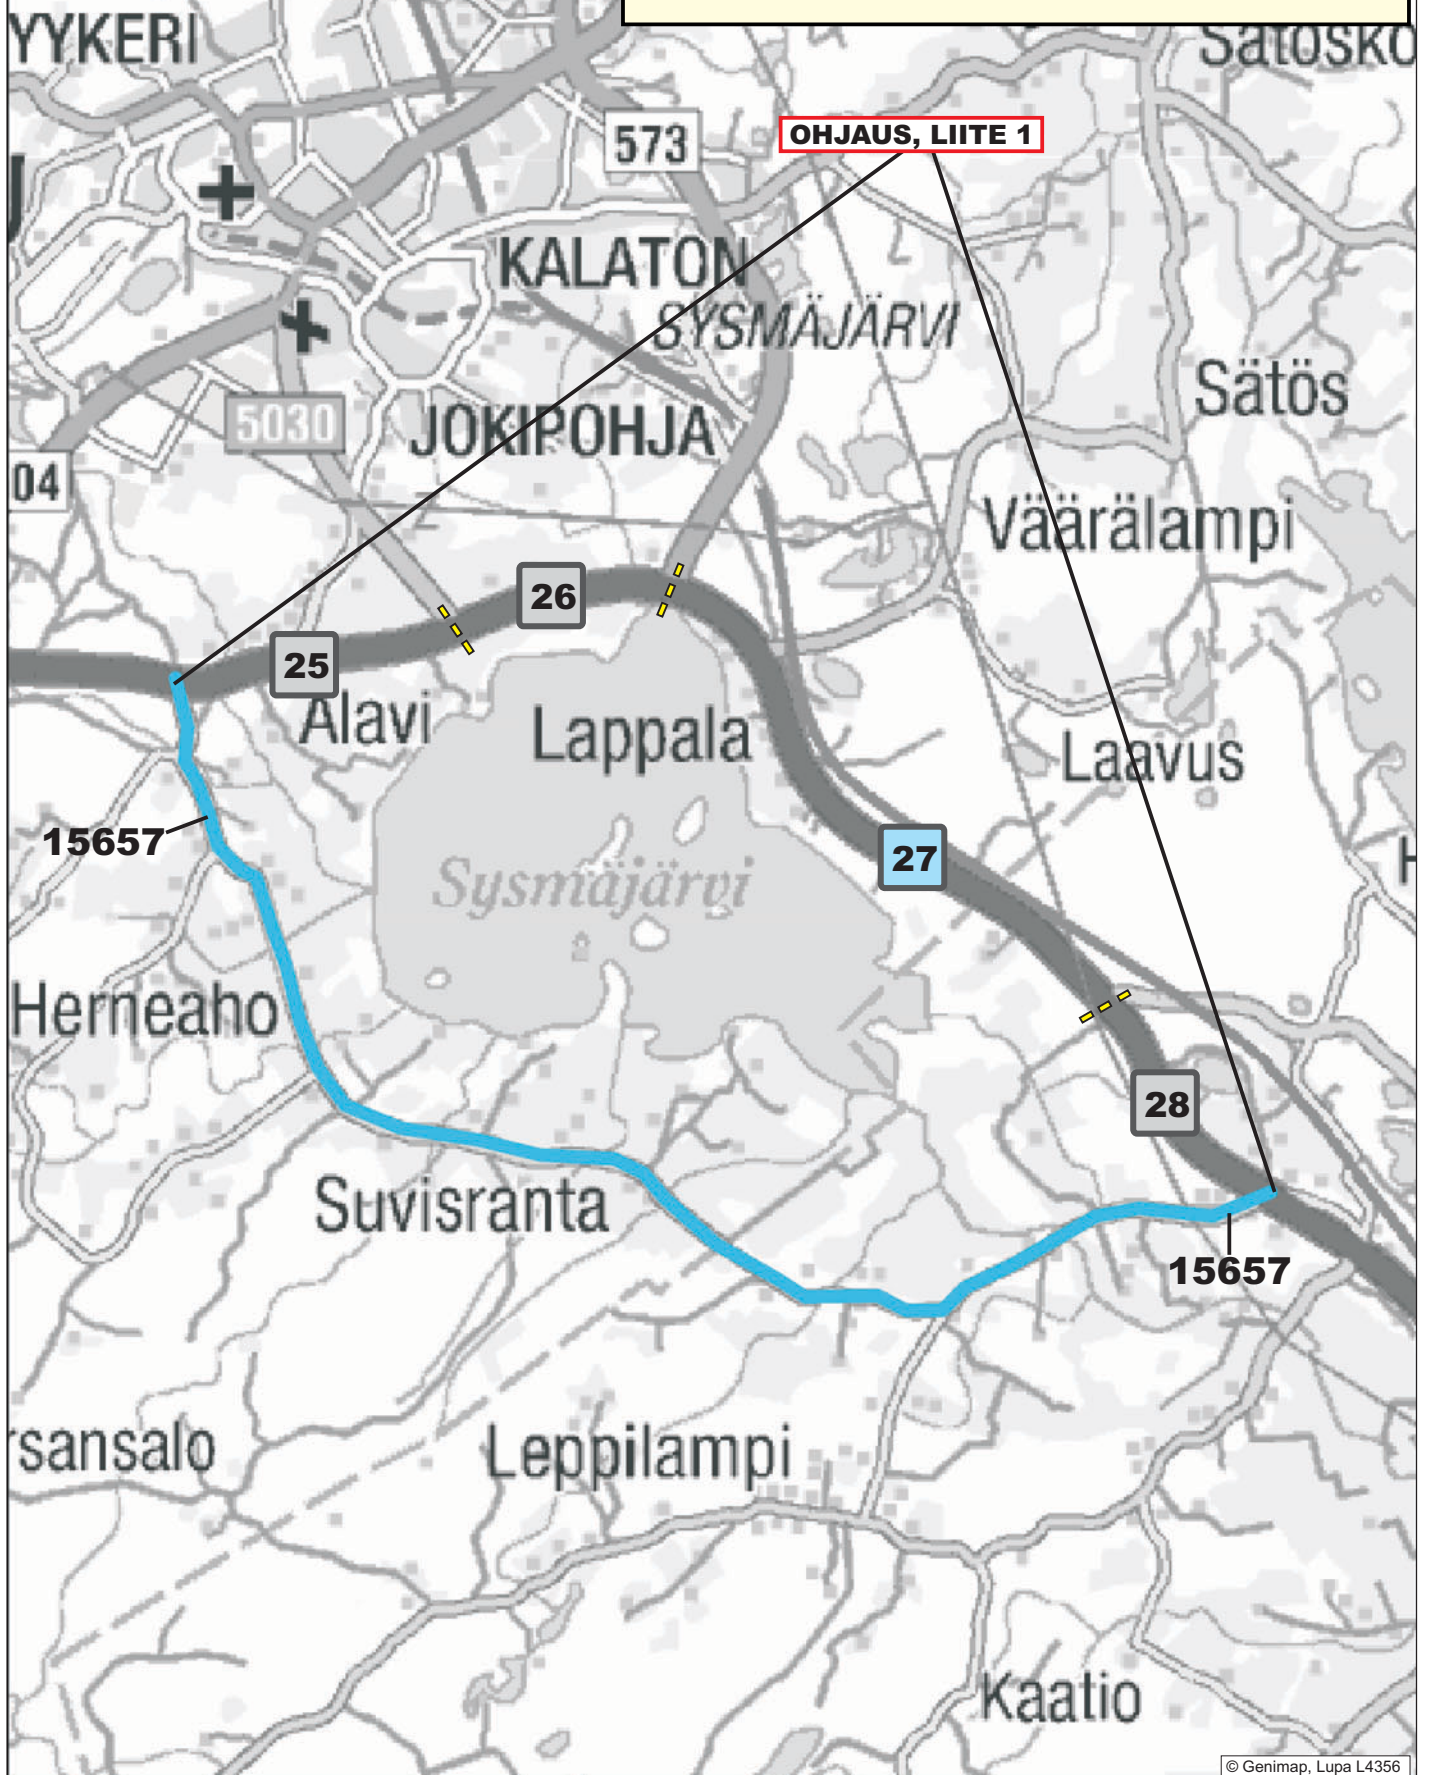 YYKERI
Sätösko
573
OHJAUS, LIITE 1
KALATON
SYSMÄJÄRVI
Sätös
5030
JOKIPOHJA
04
Väärälampi
26
25
Alavi
Lappala
Laavus
15657
27
H
Sysmäjärvi
Herneaho
28
Suvisranta
15657
rsansalo
Leppilampi
Kaatio
© Genimap, Lupa L4356